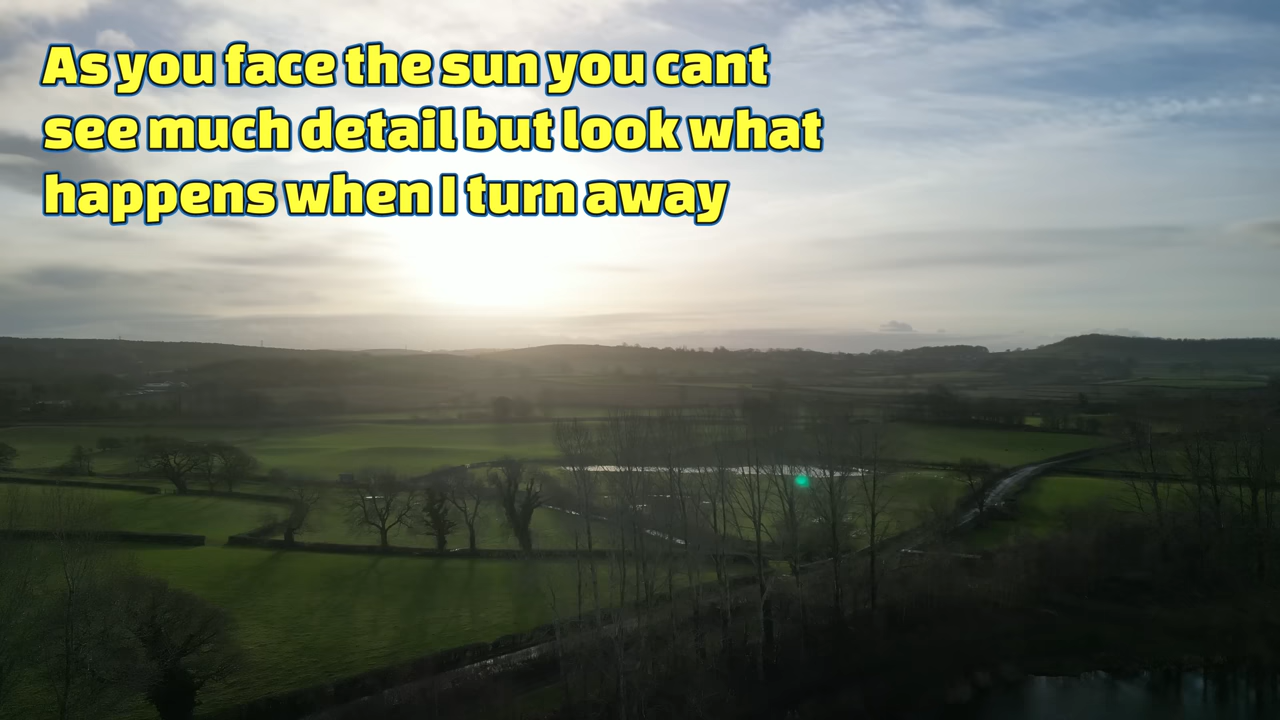 As you face the sun you cant
see much detail but look what
happens when I turn away